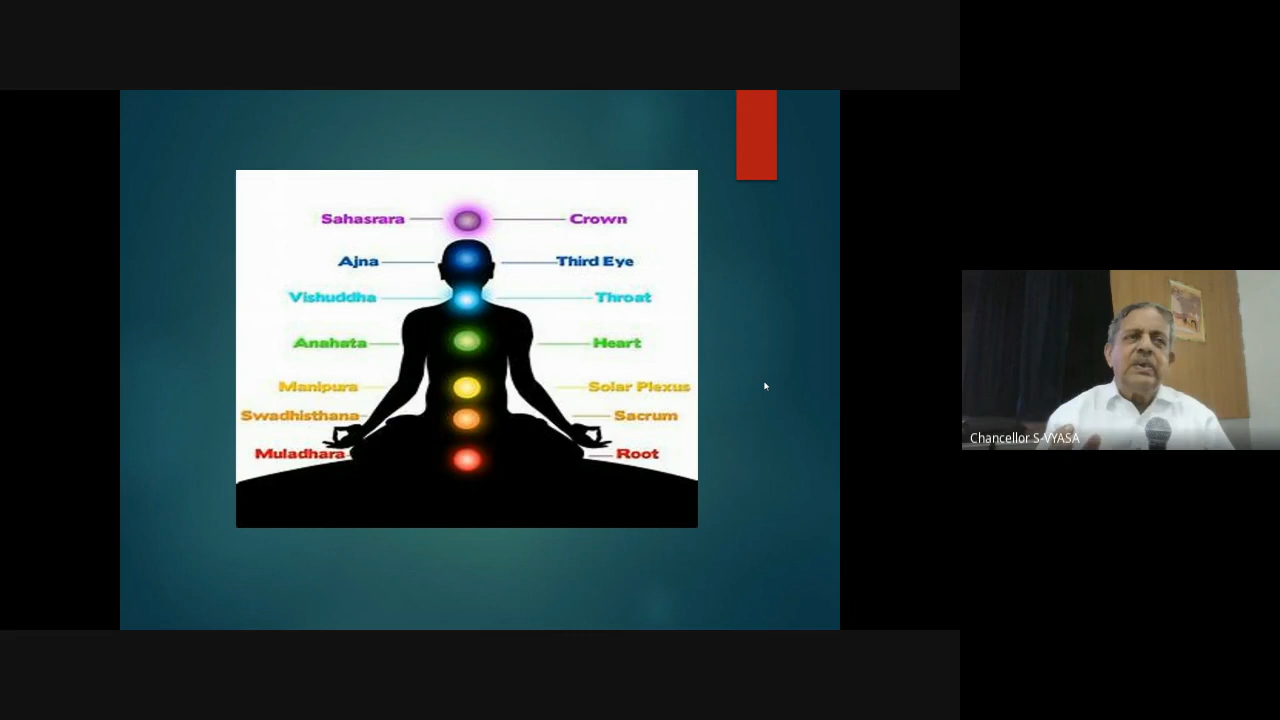 Sahasrara Crown
Ajna Third Eye
Vishuddha Throat
Anahata Heart
Manipura Solar Plexus
Swadhisthana Sacrum
Muladhara Root
Chancellor S-VYASA